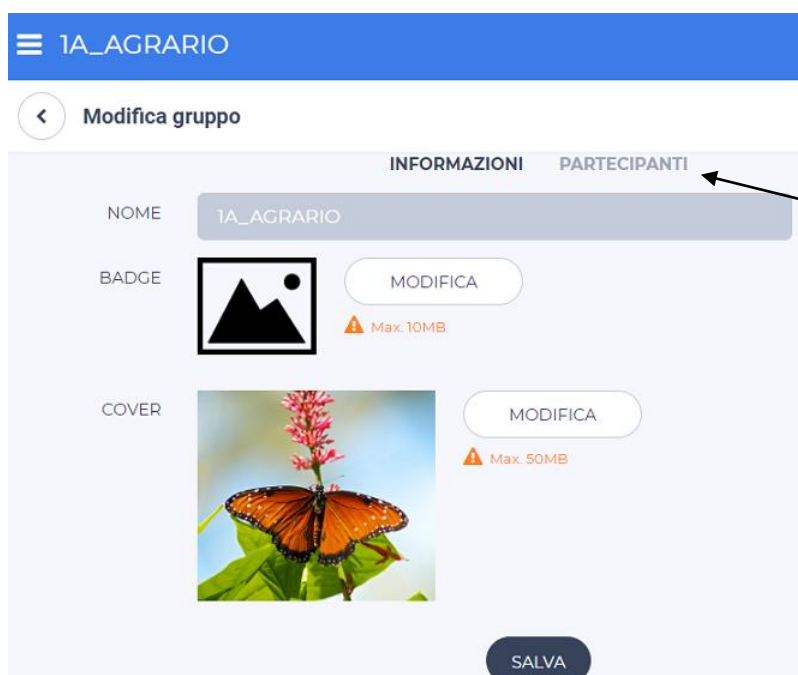 1A_AGRARIO
Modifica gruppo
INFORMAZIONI PARTECIPANTI
NOME 1A_AGRARIO
BADGE MODIFICA
Max. 10MB
COVER MODIFICA
Max. 50MB
SALVA